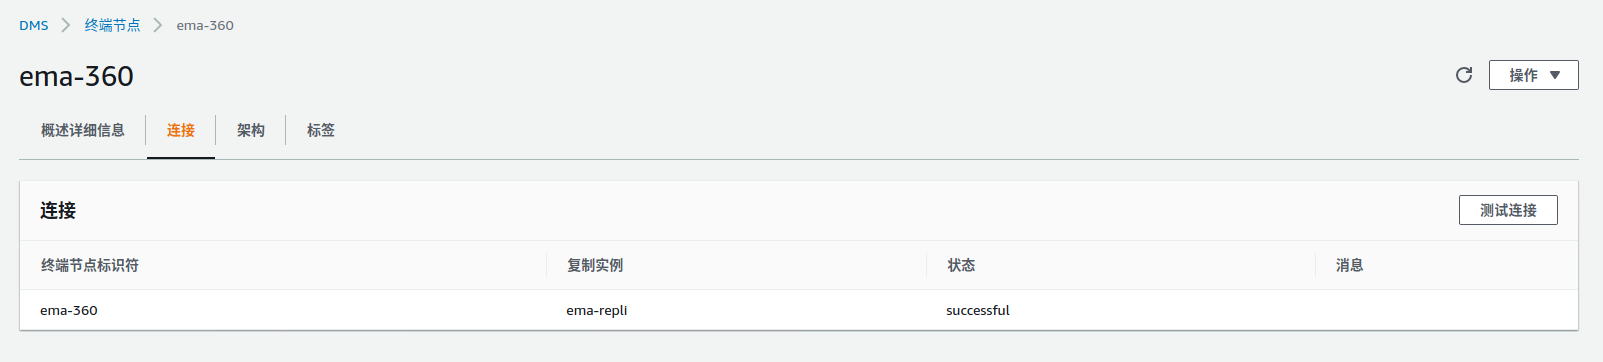 DMS 终端节点 ema-360
ema-360 操作
概述详细信息 连接 架构 标签
连接 测试连接
终端节点标识符 复制实例 状态 消息
ema-360 ema-repli successful